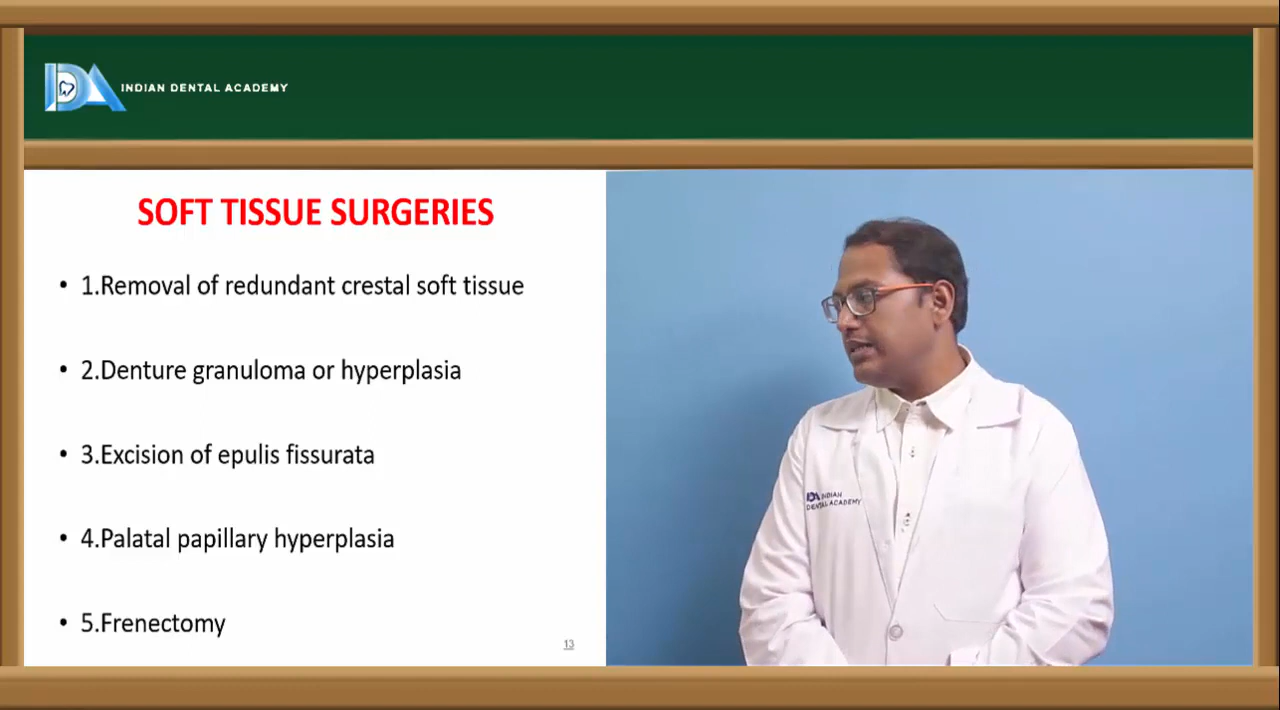 INDIAN DENTAL ACADEMY
SOFT TISSUE SURGERIES
• 1.Removal of redundant crestal soft tissue
• 2.Denture granuloma or hyperplasia
• 3.Excision of epulis fissurata
• 4.Palatal papillary hyperplasia
• 5.Frenectomy
13
IDA INDIAN
DENTAL ACADEMY